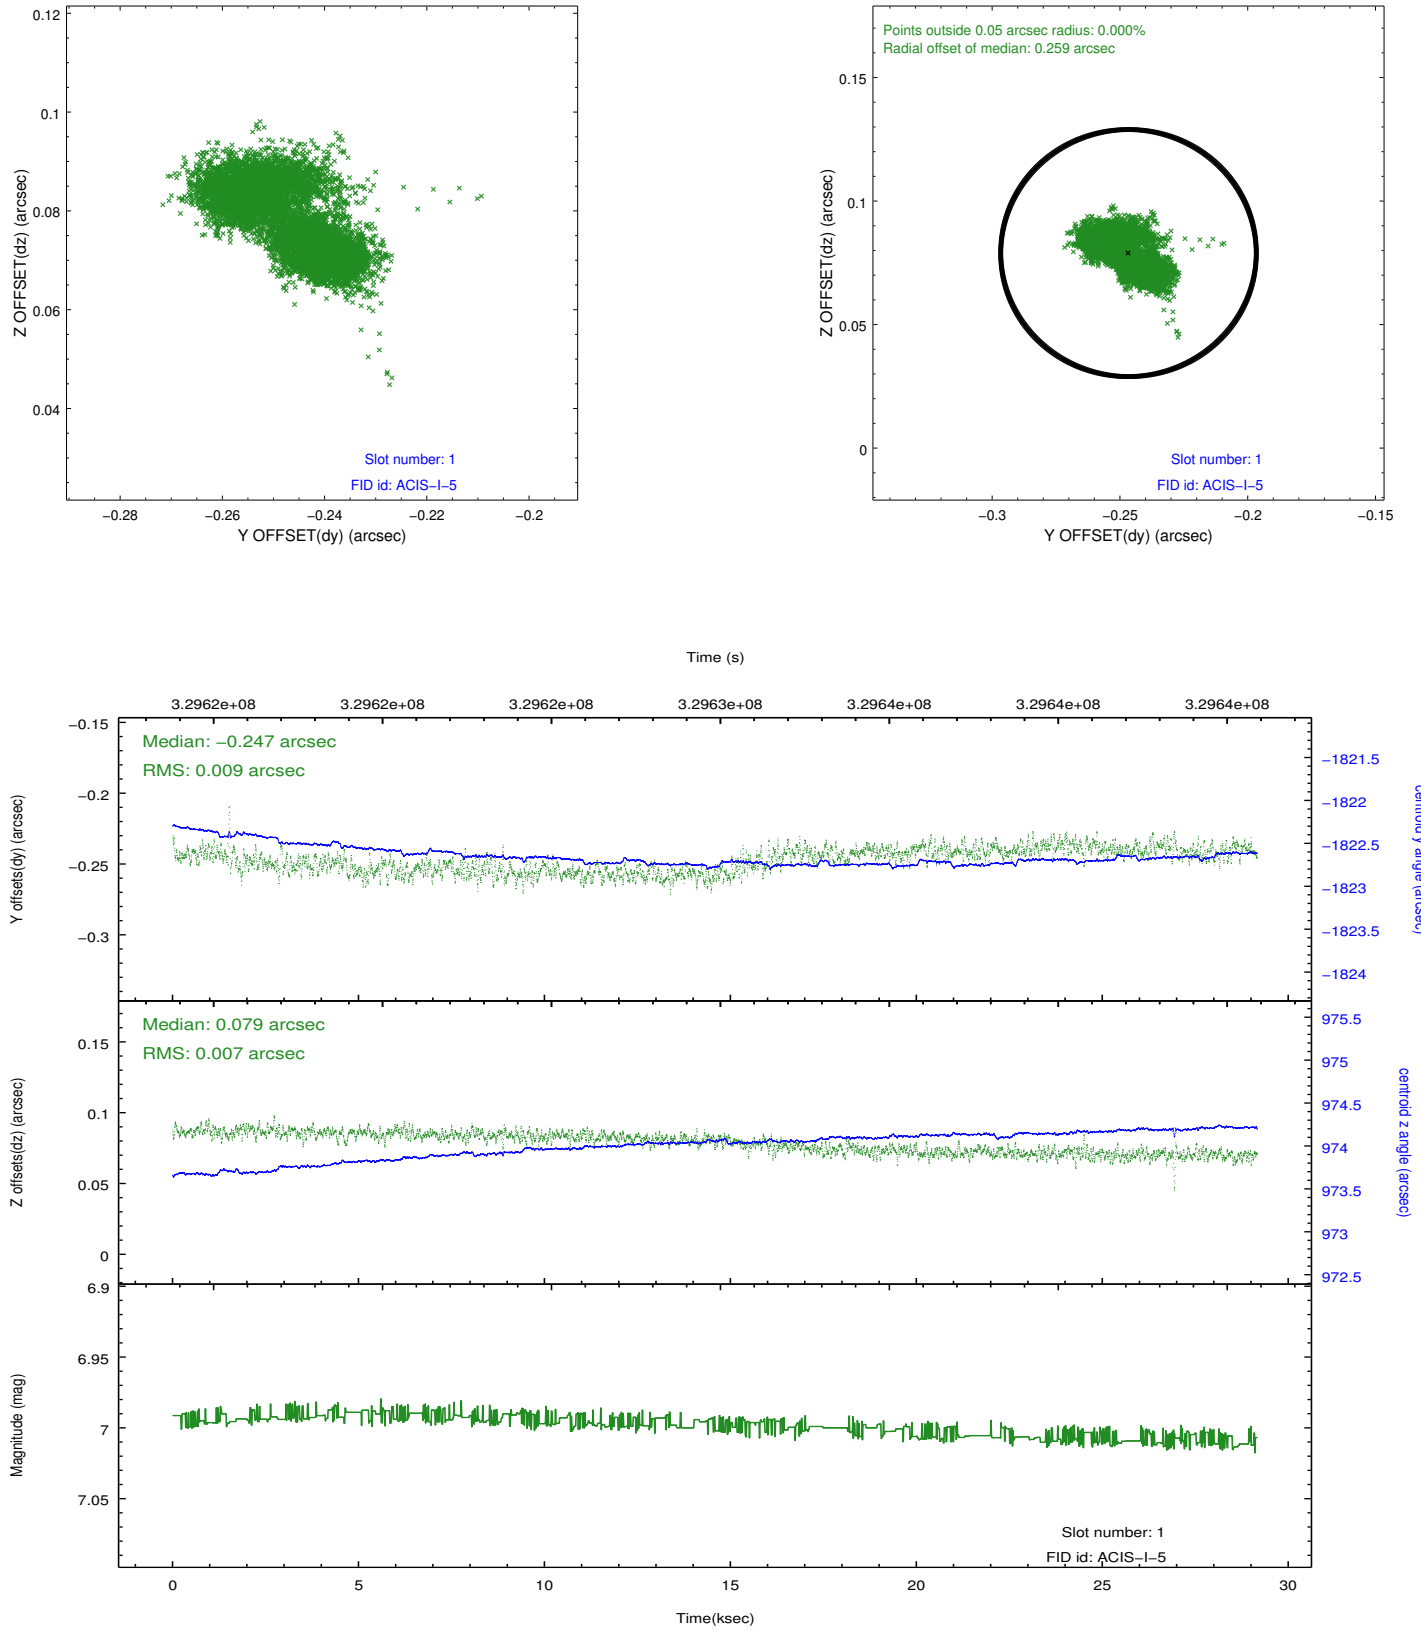 0.12
0.1
0.08
0.06
0.04
Z OFFSET(dz) (arcsec)
Slot number: 1
FID id: ACIS−I−5
−0.28 −0.26 −0.24 −0.22 −0.2
Y OFFSET(dy) (arcsec)
Points outside 0.05 arcsec radius: 0.000%
Radial offset of median: 0.259 arcsec
0.15
0.1
0.05
0
Z OFFSET(dz) (arcsec)
Slot number: 1
FID id: ACIS−I−5
−0.3 −0.25 −0.2 −0.15
Y OFFSET(dy) (arcsec)
Time (s)
3.2962e+08 3.2962e+08 3.2962e+08 3.2963e+08 3.2964e+08 3.2964e+08 3.2964e+08
−0.15
−0.2
−0.25
−0.3
Y offsets(dy) (arcsec)
Median: −0.247 arcsec
RMS: 0.009 arcsec
−1821.5
−1822
−1822.5
−1823
−1823.5
−1824
centroid y angle (arcsec)
0.15
0.1
0.05
0
Z offsets(dz) (arcsec)
Median: 0.079 arcsec
RMS: 0.007 arcsec
975.5
975
974.5
974
973.5
973
972.5
centroid z angle (arcsec)
6.9
6.95
7
7.05
Magnitude (mag)
Slot number: 1
FID id: ACIS−I−5
0 5 10 15 20 25 30
Time(ksec)